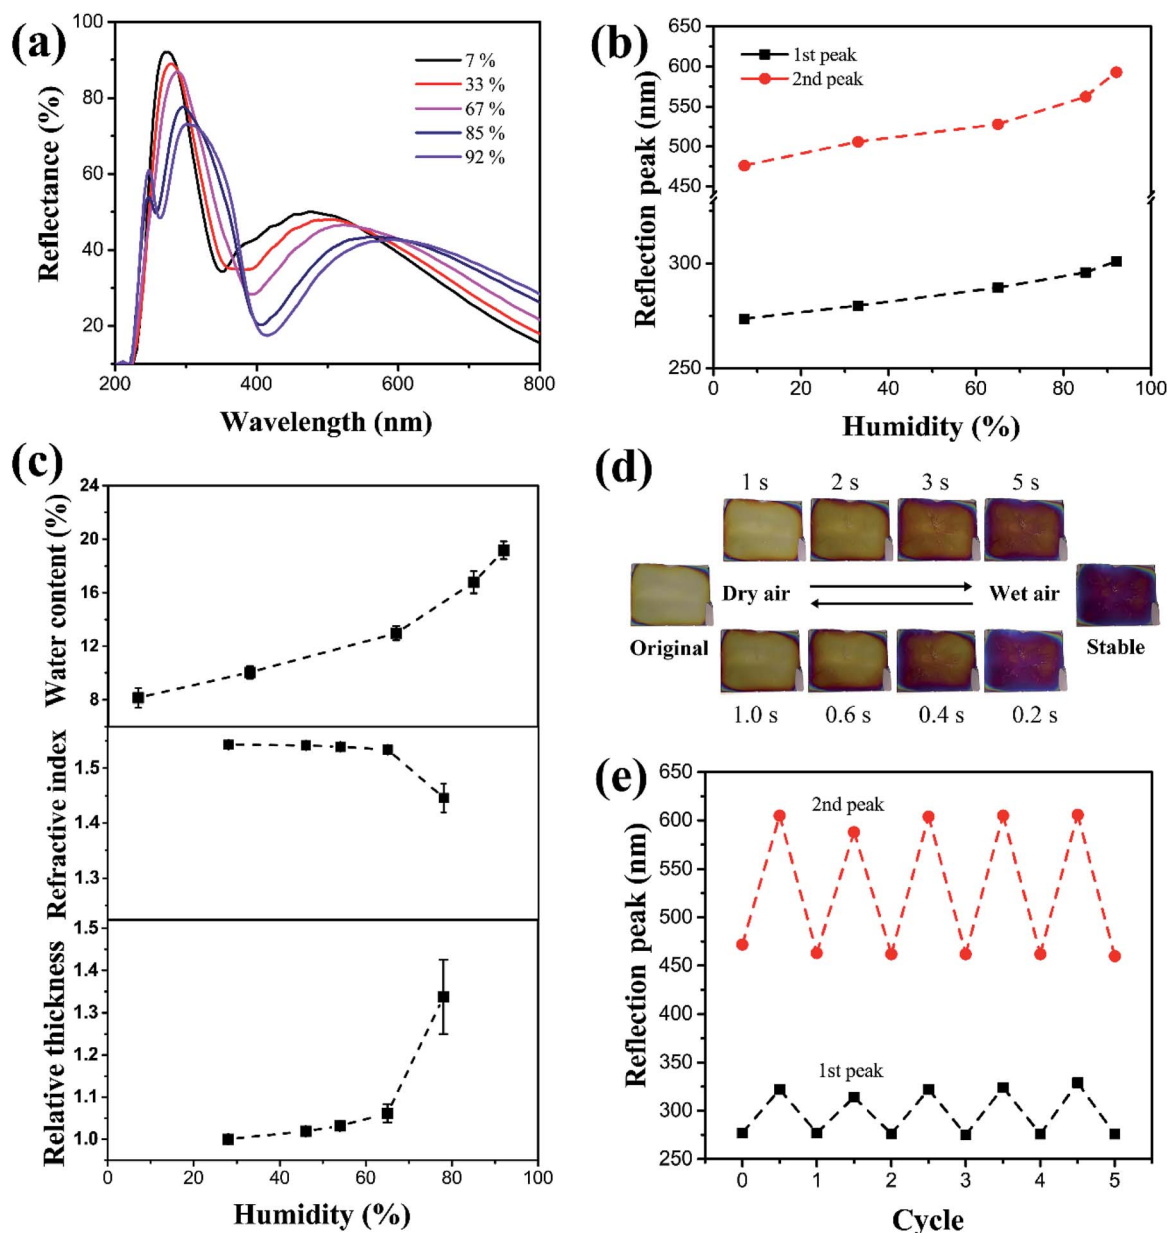 (a)
100
80
60
40
20
200 400 600 800
Reflectance (%)
Wavelength (nm)
7 %
33 %
67 %
85 %
92 %
(b)
650
600
550
500
450
300
250
0 20 40 60 80 100
Reflection peak (nm)
Humidity (%)
1st peak
2nd peak
(c)
24
20
16
12
8
Water content (%)
1.5
1.4
1.3
Refractive index
1.5
1.4
1.3
1.2
1.1
1.0
Relative thickness
0 20 40 60 80 100
Humidity (%)
(d)
1 s 2 s 3 s 5 s
Dry air Wet air
Original Stable
1.0 s 0.6 s 0.4 s 0.2 s
(e)
650
600
550
500
450
400
350
300
250
Reflection peak (nm)
2nd peak
1st peak
0 1 2 3 4 5
Cycle